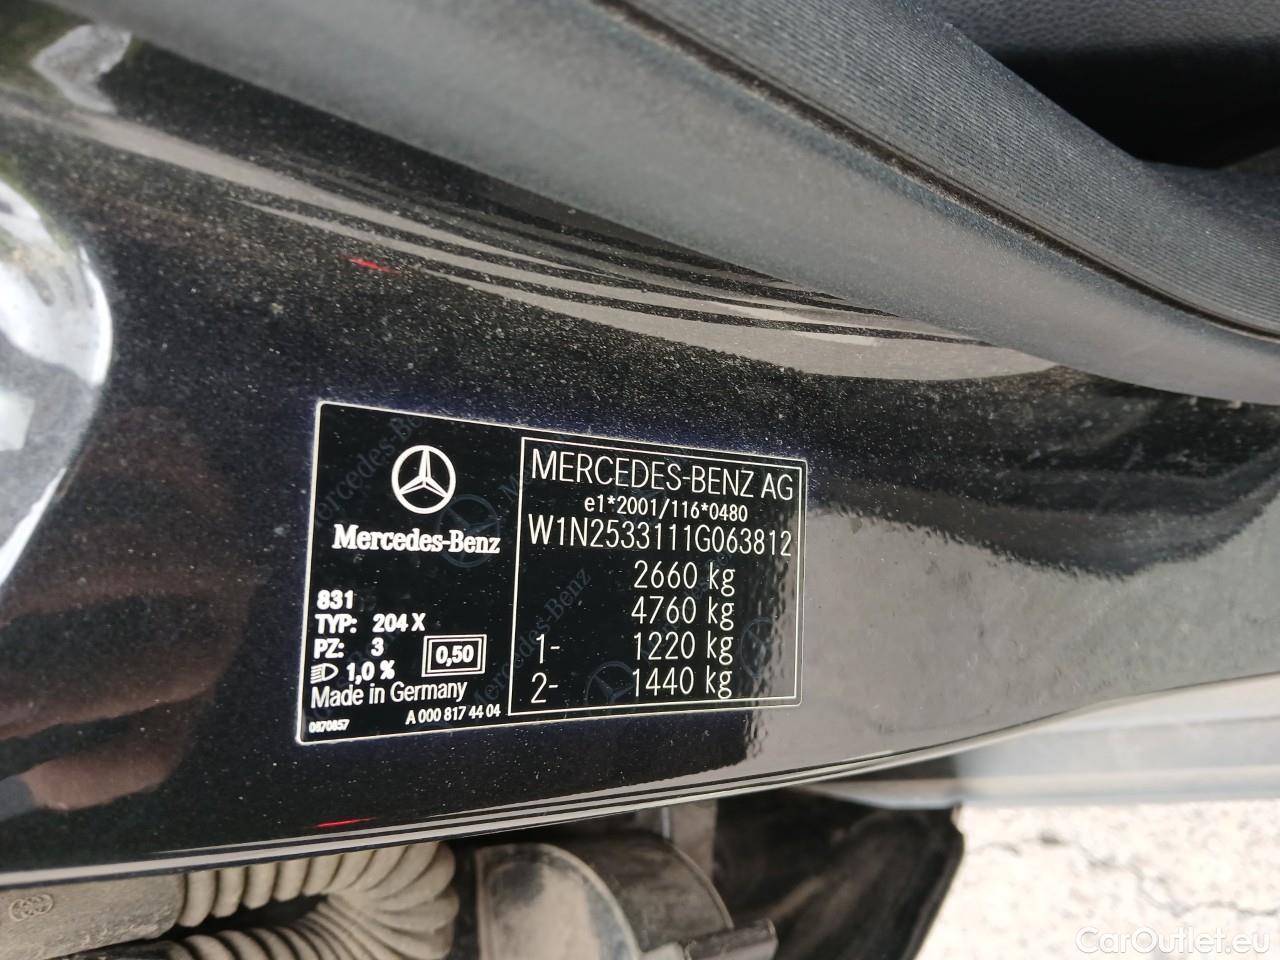 Mercedes-Benz
831
TYP: 204 X
PZ: 3
1,0 %
0,50
Made in Germany
0870857
A 000 817 44 04
MERCEDES-BENZ AG
e1*2001/116*0480
W1N2533111G063812
2660 kg
4760 kg
1- 1220 kg
2- 1440 kg
CarOutlet.eu